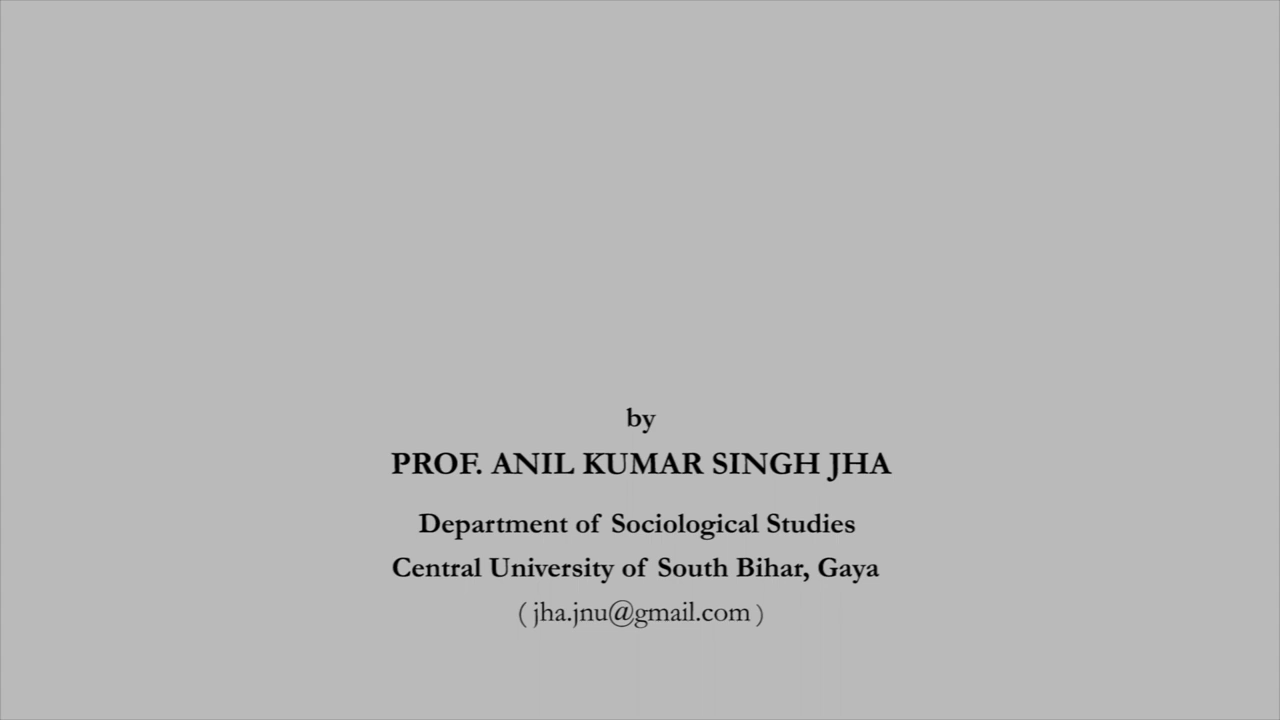 by
PROF. ANIL KUMAR SINGH JHA
Department of Sociological Studies
Central University of South Bihar, Gaya
( jha.jnu@gmail.com )